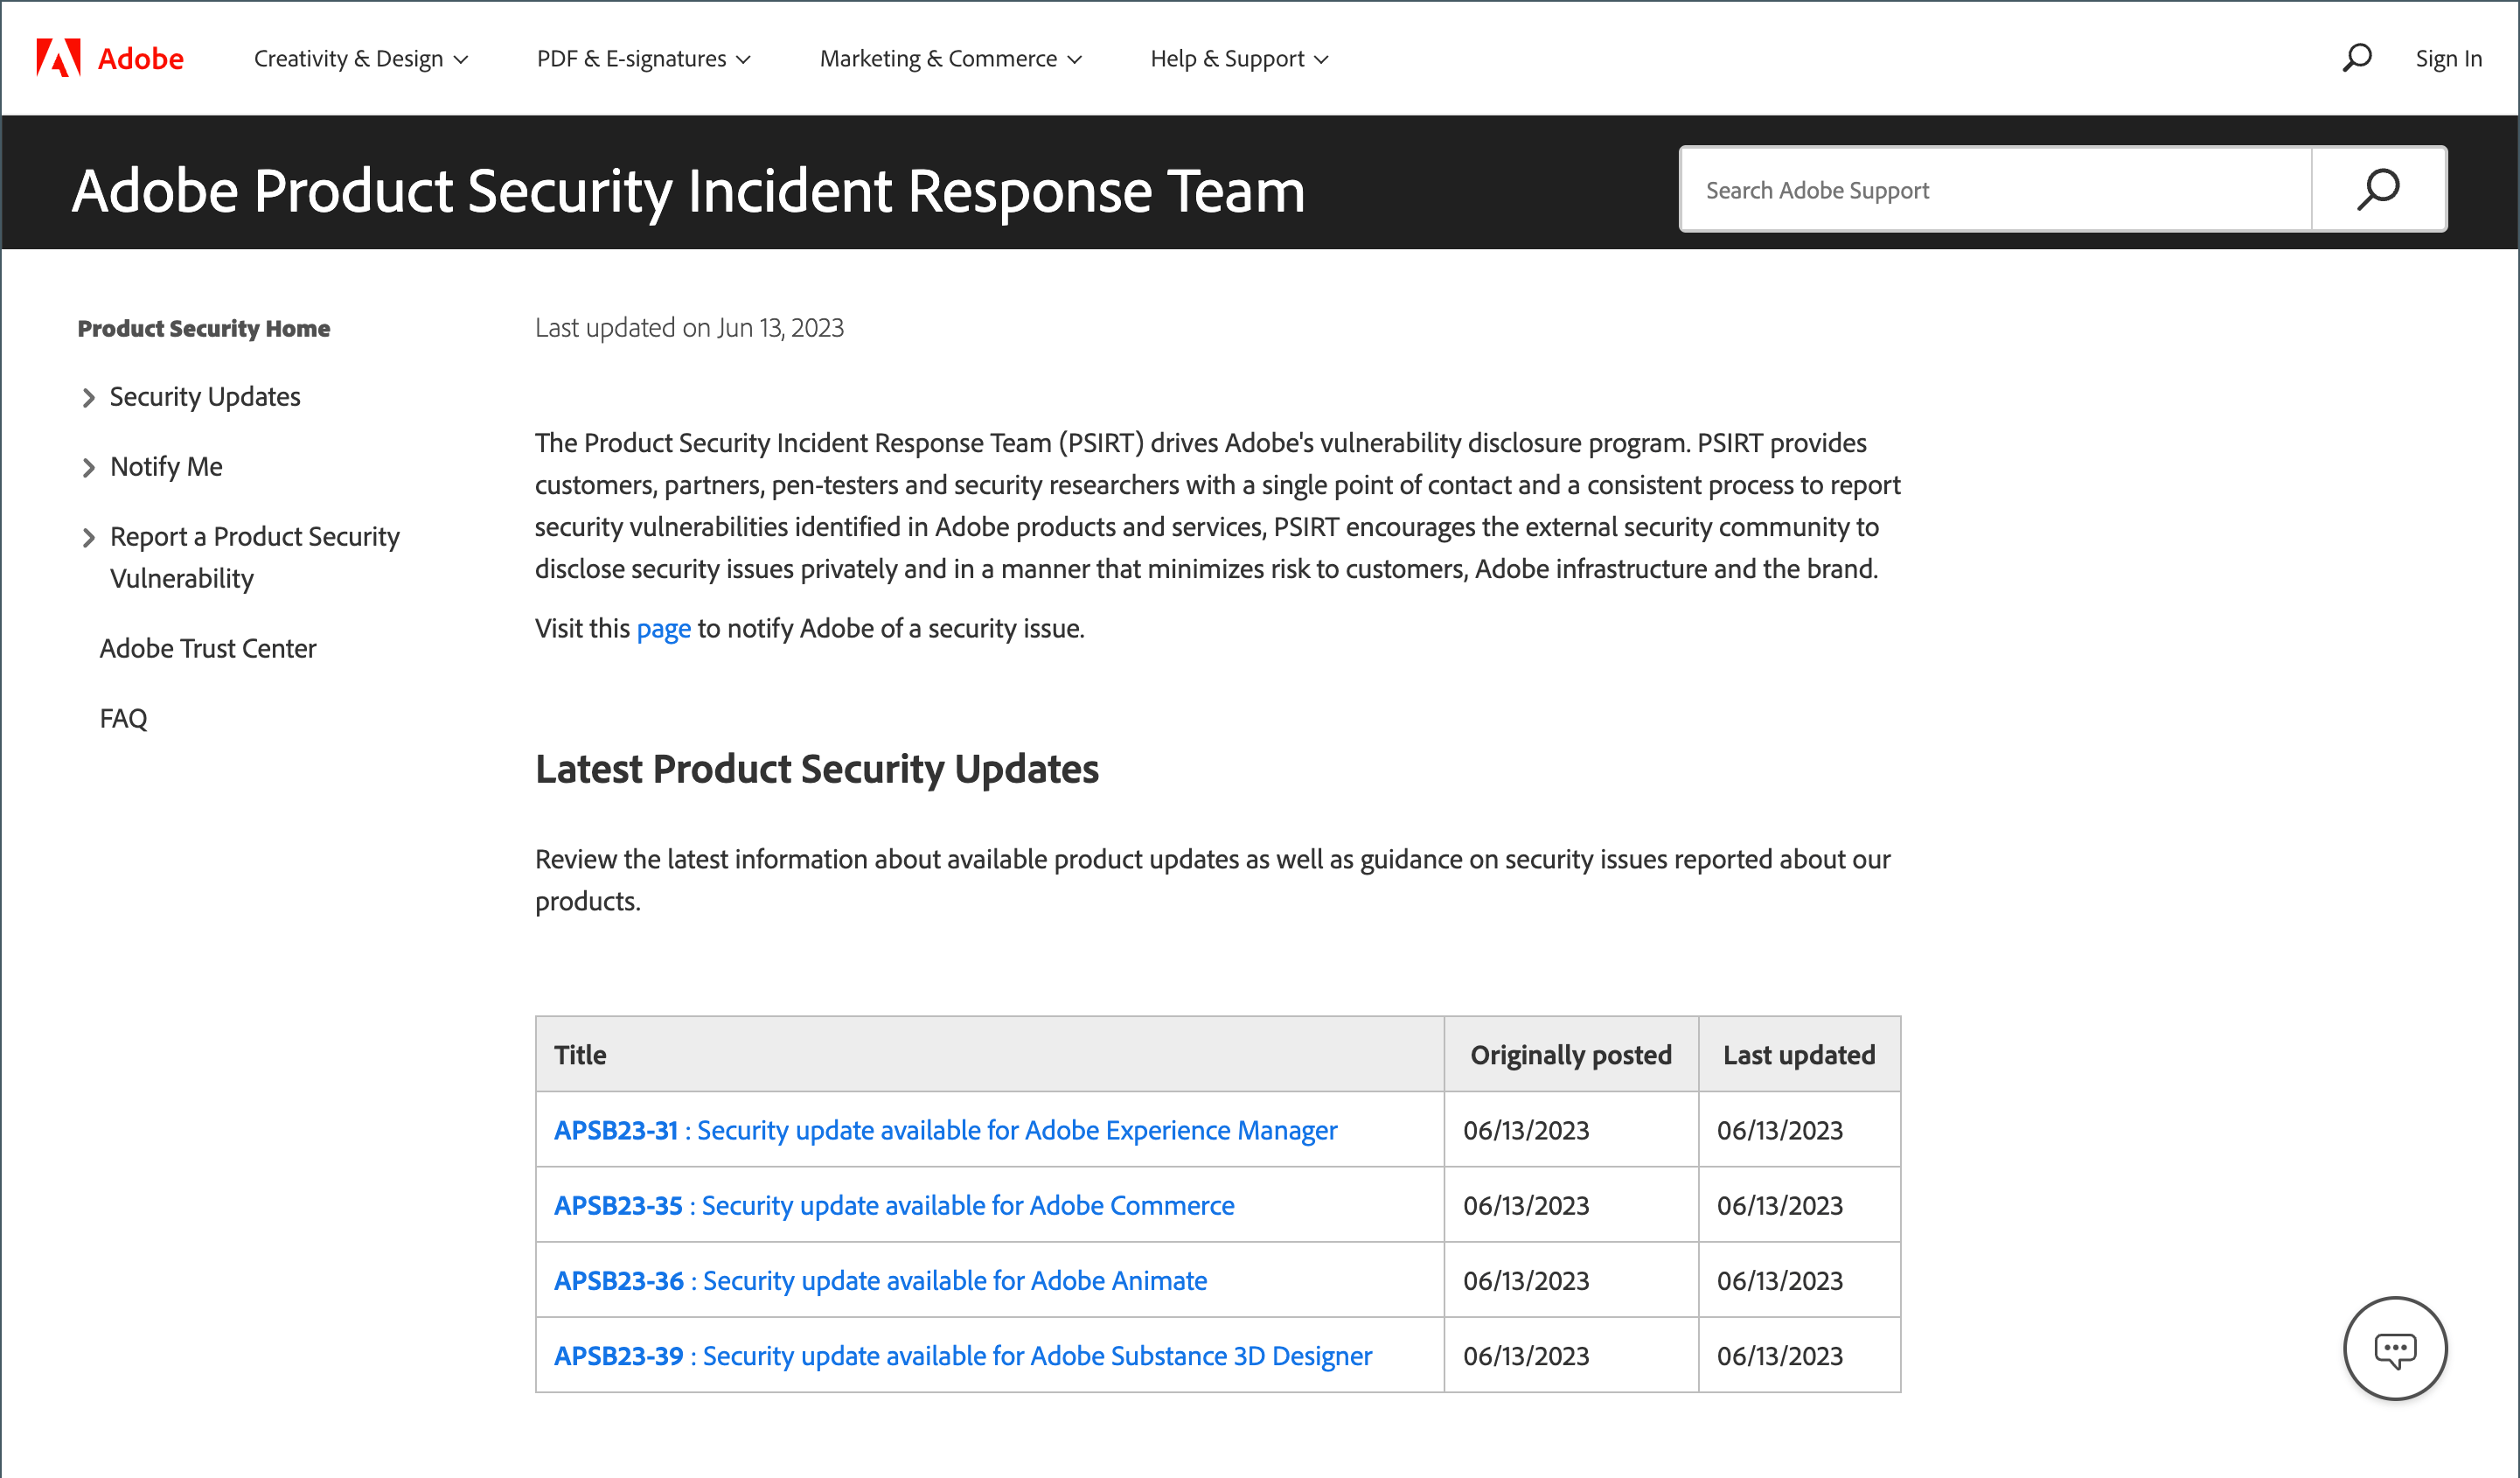 Adobe
Creativity & Design
PDF & E-signatures
Marketing & Commerce
Help & Support
Sign In
Adobe Product Security Incident Response Team
Search Adobe Support
Product Security Home
Security Updates
Notify Me
Report a Product Security
Vulnerability
Adobe Trust Center
FAQ
Last updated on Jun 13, 2023
The Product Security Incident Response Team (PSIRT) drives Adobe's vulnerability disclosure program. PSIRT provides
customers, partners, pen-testers and security researchers with a single point of contact and a consistent process to report
security vulnerabilities identified in Adobe products and services, PSIRT encourages the external security community to
disclose security issues privately and in a manner that minimizes risk to customers, Adobe infrastructure and the brand.
Visit this page to notify Adobe of a security issue.
Latest Product Security Updates
Review the latest information about available product updates as well as guidance on security issues reported about our
products.
Title Originally posted Last updated
APSB23-31 : Security update available for Adobe Experience Manager 06/13/2023 06/13/2023
APSB23-35 : Security update available for Adobe Commerce 06/13/2023 06/13/2023
APSB23-36 : Security update available for Adobe Animate 06/13/2023 06/13/2023
APSB23-39 : Security update available for Adobe Substance 3D Designer 06/13/2023 06/13/2023